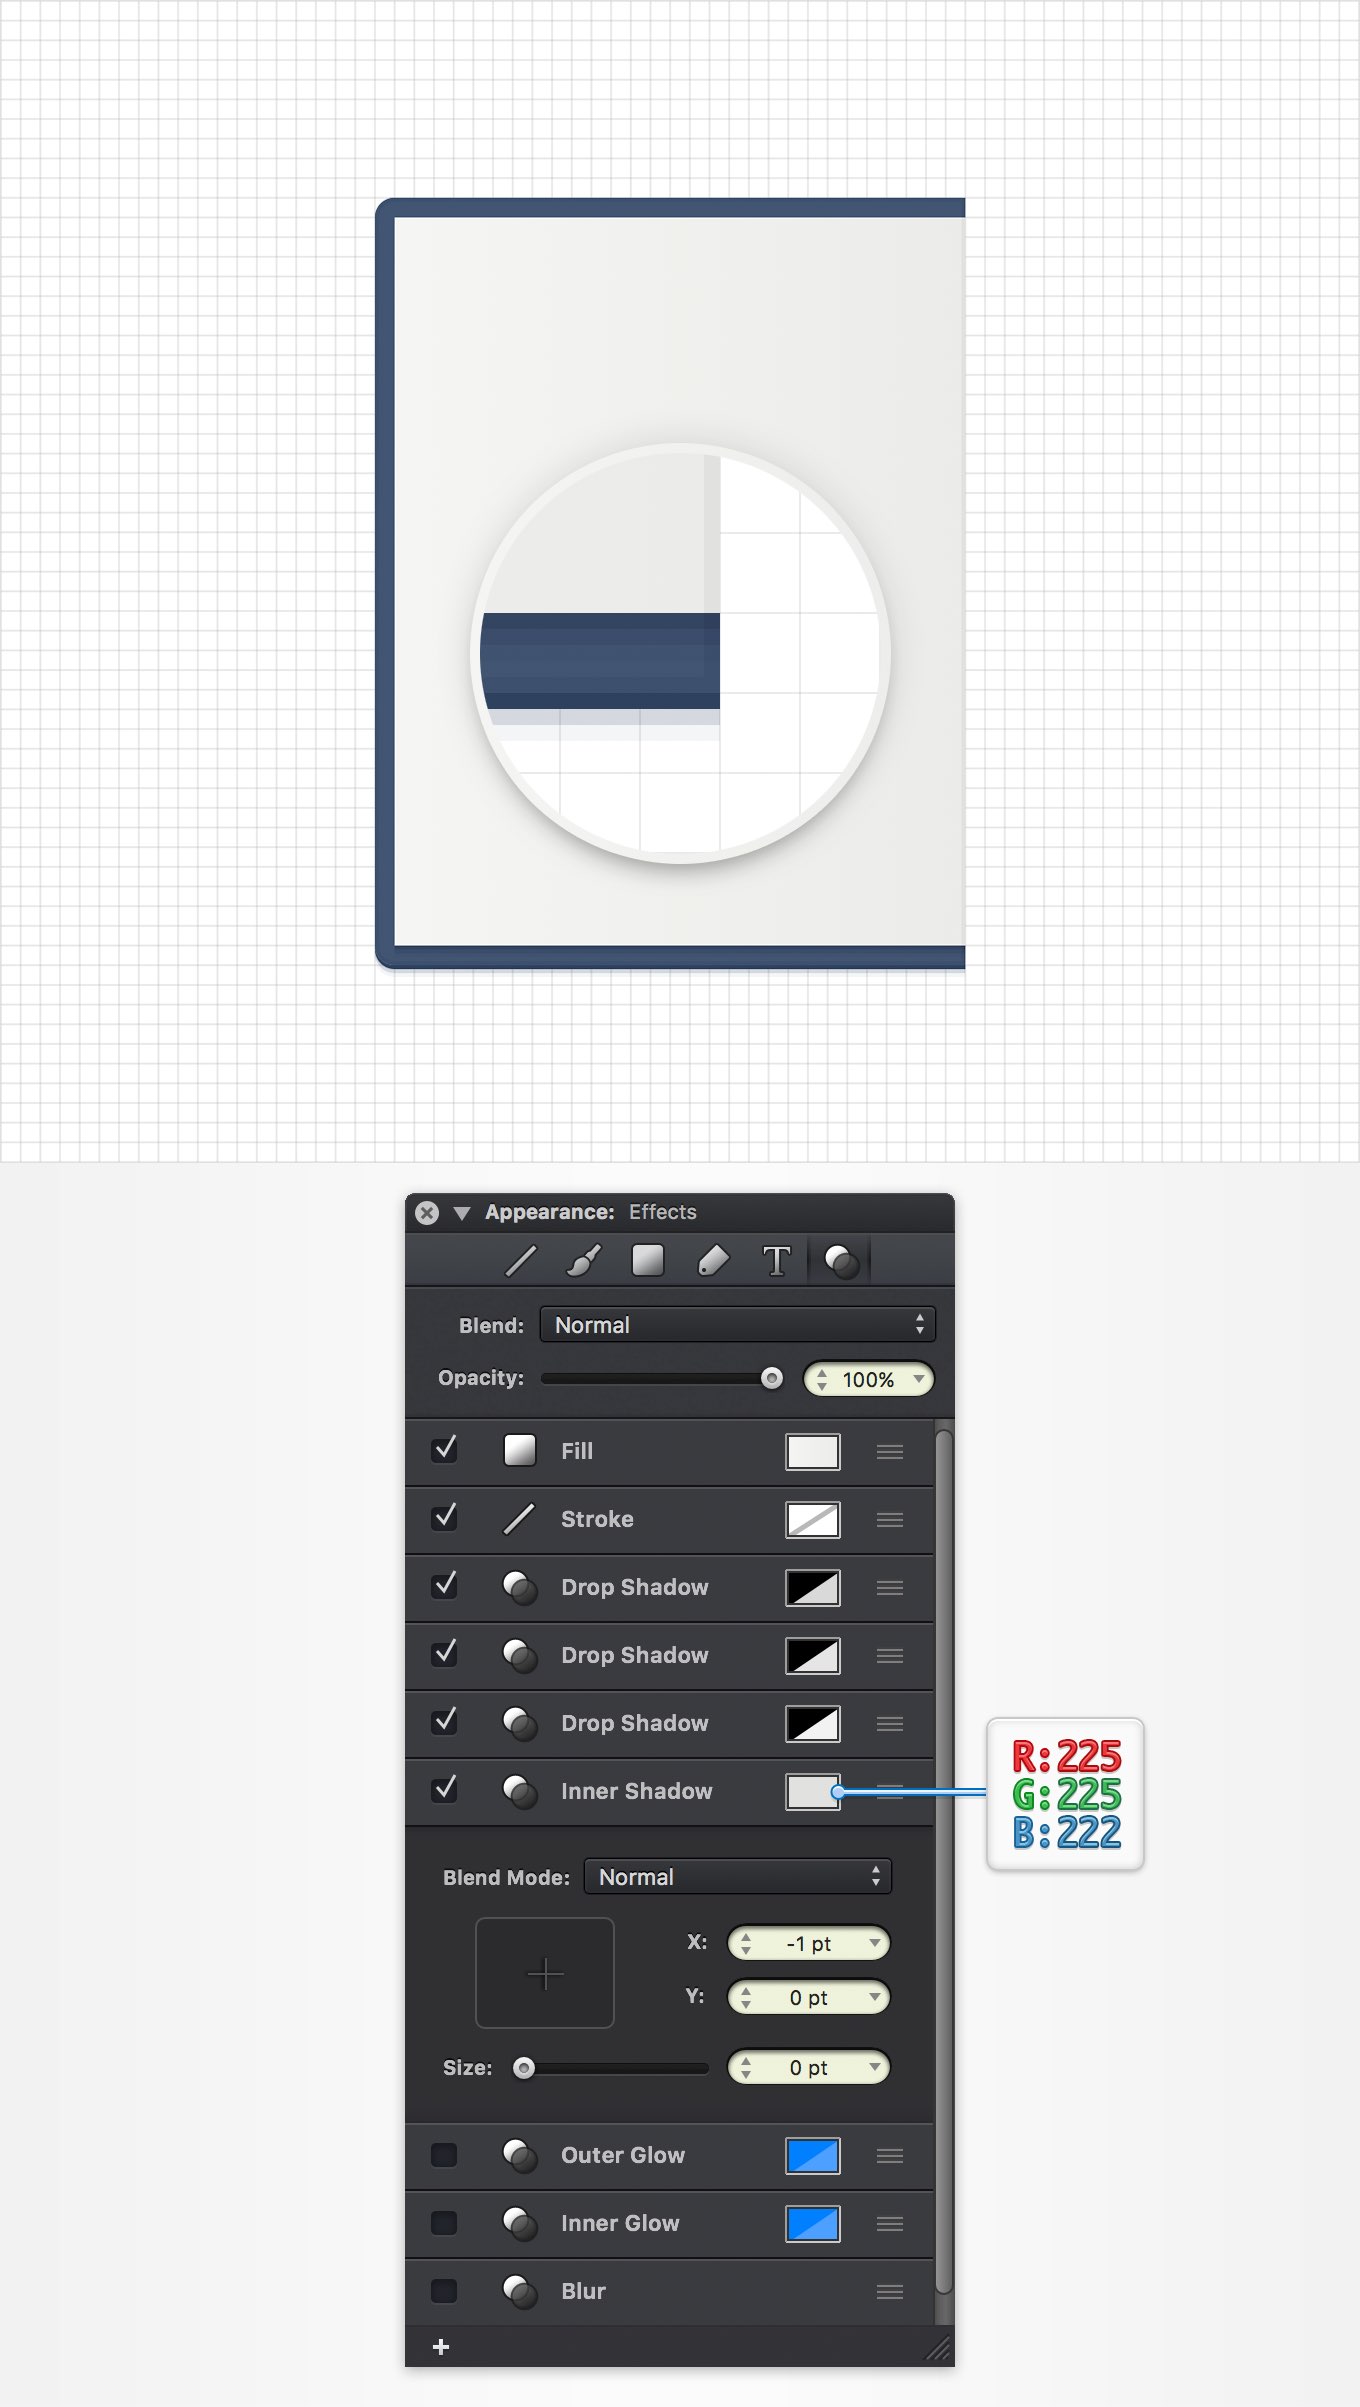 Appearance: Effects
T
Blend: Normal
Opacity: 100%
Fill
Stroke
Drop Shadow
Drop Shadow
Drop Shadow
Inner Shadow
R:225
G:225
B:222
Blend Mode: Normal
X: -1 pt
Y: 0 pt
Size: 0 pt
Outer Glow
Inner Glow
Blur